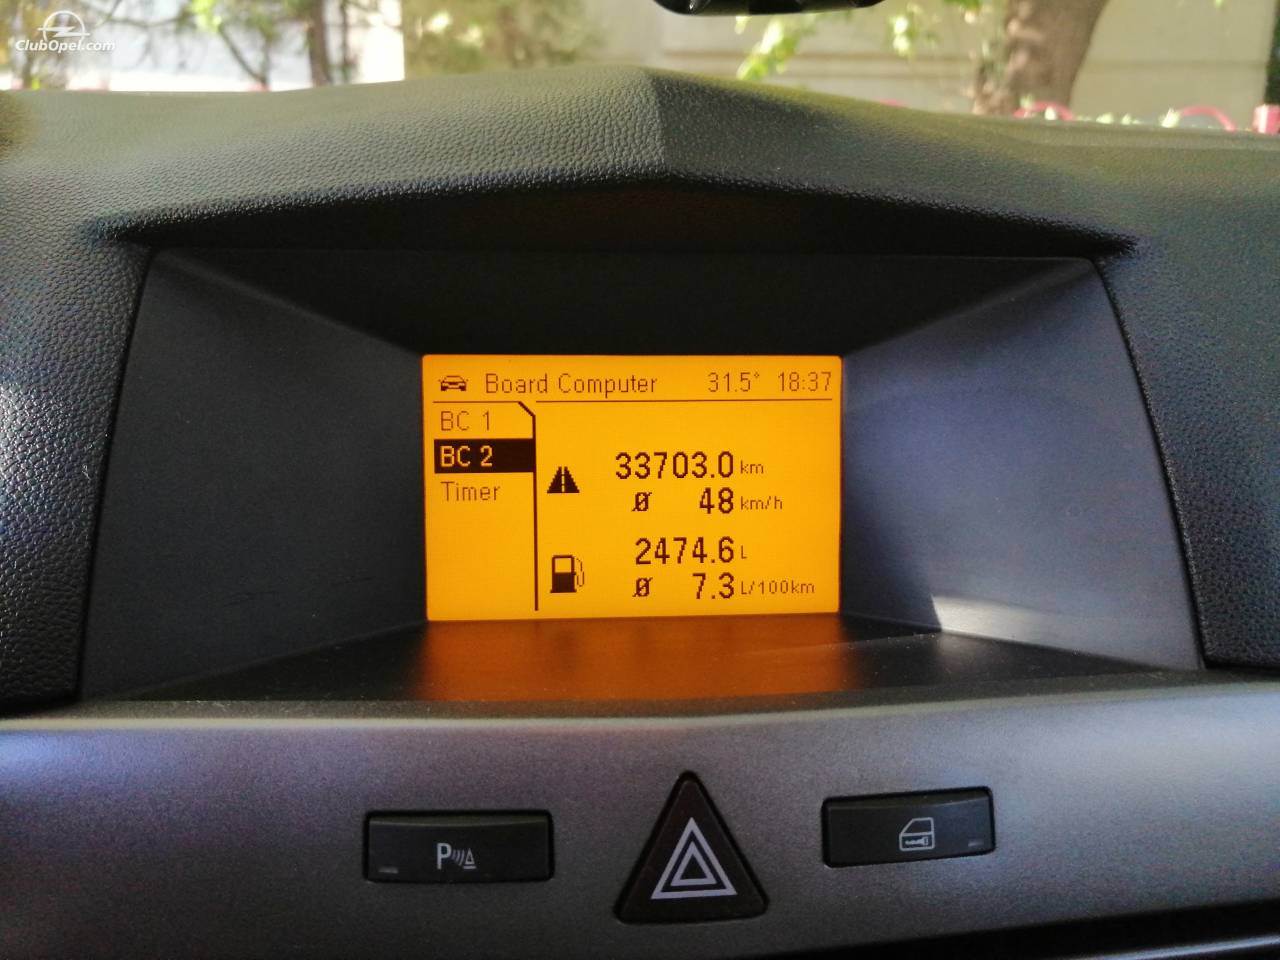 ClubOpel.com
Board Computer 31.5° 18:37
BC 1
BC 2
Timer
33703.0 km
Ø 48 km/h
2474.6 L
Ø 7.3 L/100km
P